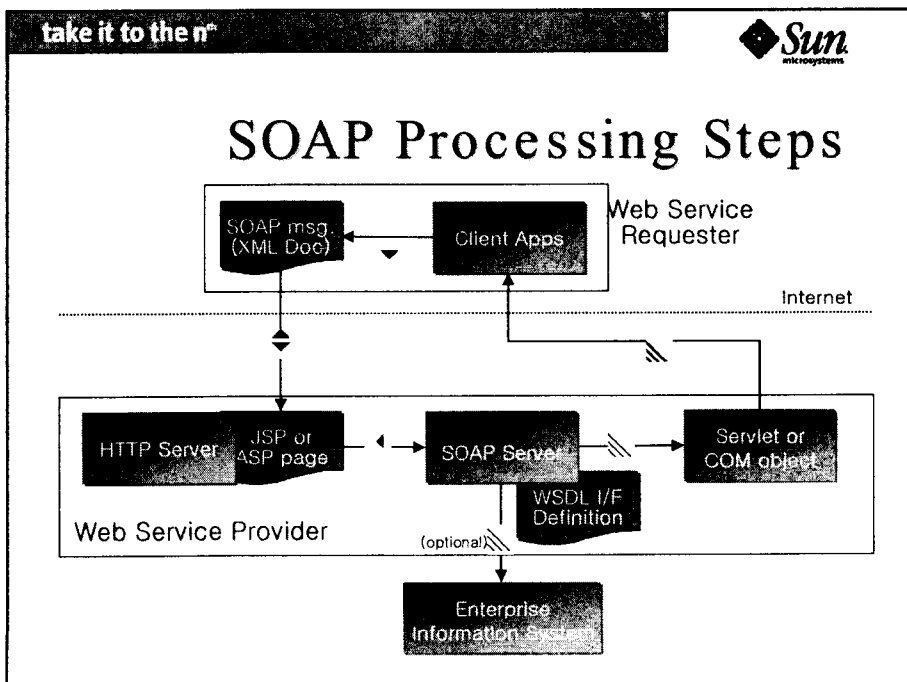 take it to the nth
Sun
microsystems
SOAP Processing Steps
SOAP msg.
(XML Doc)
Client Apps
Web Service
Requester
Internet
HTTP Server
JSP or
ASP page
SOAP Server
Servlet or
COM object
WSDL I/F
Definition
Web Service Provider
(optional)
Enterprise
Information System